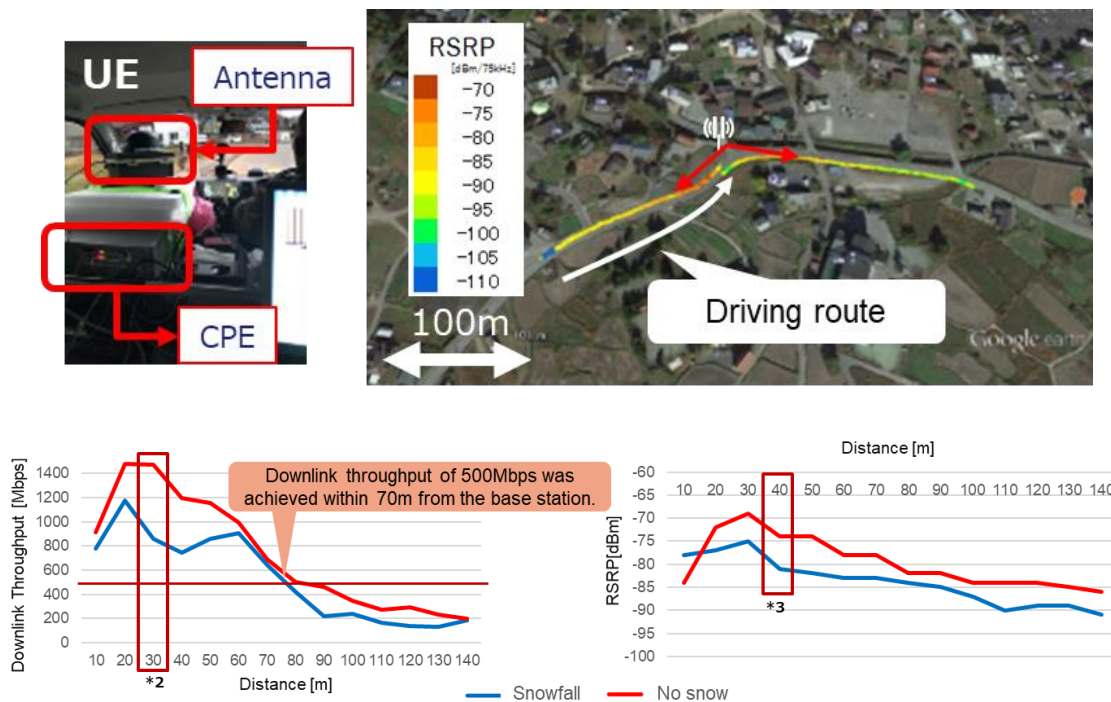 UE
Antenna
CPE
RSRP
[dBm/75kHz]
-70
-75
-80
-85
-90
-95
-100
-105
-110
100m
Driving route
Google earth
Downlink Throughput [Mbps]
1400
1200
1000
800
600
400
200
0
10 20 30 40 50 60 70 80 90 100 110 120 130 140
*2
Distance [m]
Downlink throughput of 500Mbps was
achieved within 70m from the base station.
Distance [m]
RSRP[dBm]
-60
-65
-70
-75
-80
-85
-90
-95
-100
10 20 30 40 50 60 70 80 90 100 110 120 130 140
*3
Snowfall
No snow